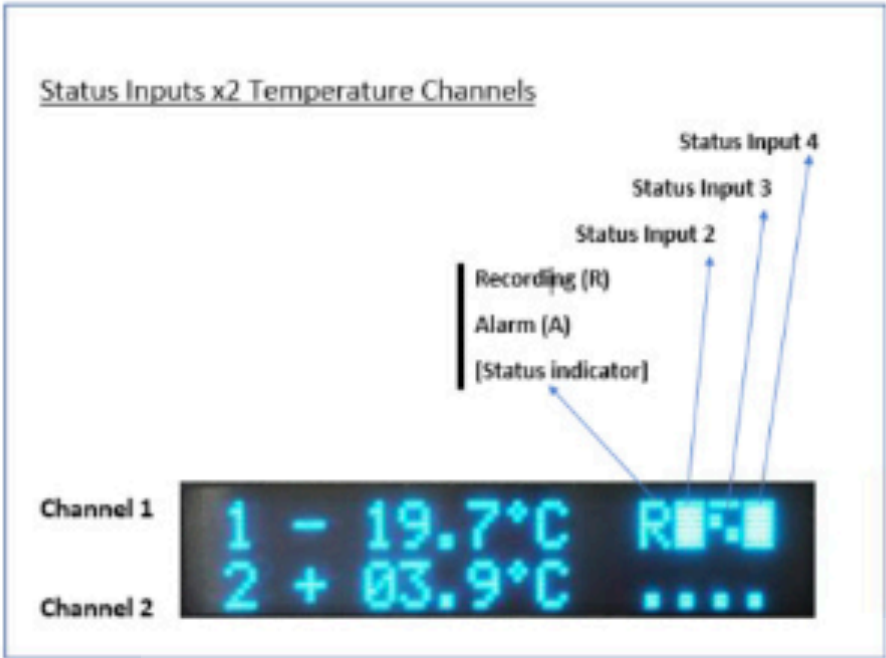 Status Inputs x2 Temperature Channels
Status Input 4
Status Input 3
Status Input 2
Recording (R)
Alarm (A)
[Status indicator]
Channel 1
1 - 19.7°C R
2 + 03.9°C ....
Channel 2